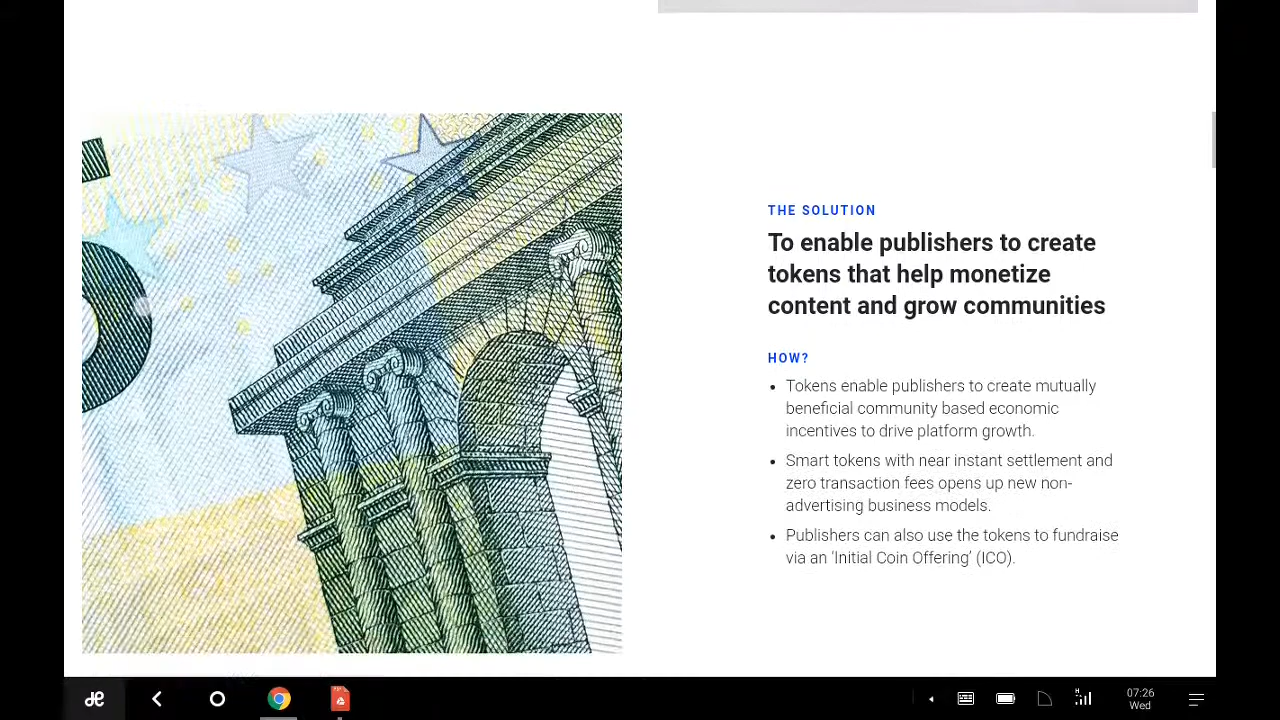 THE SOLUTION
To enable publishers to create
tokens that help monetize
content and grow communities
HOW?
• Tokens enable publishers to create mutually
beneficial community based economic
incentives to drive platform growth.
• Smart tokens with near instant settlement and
zero transaction fees opens up new non-
advertising business models.
• Publishers can also use the tokens to fundraise
via an ‘Initial Coin Offering’ (ICO).
H
07:26
Wed